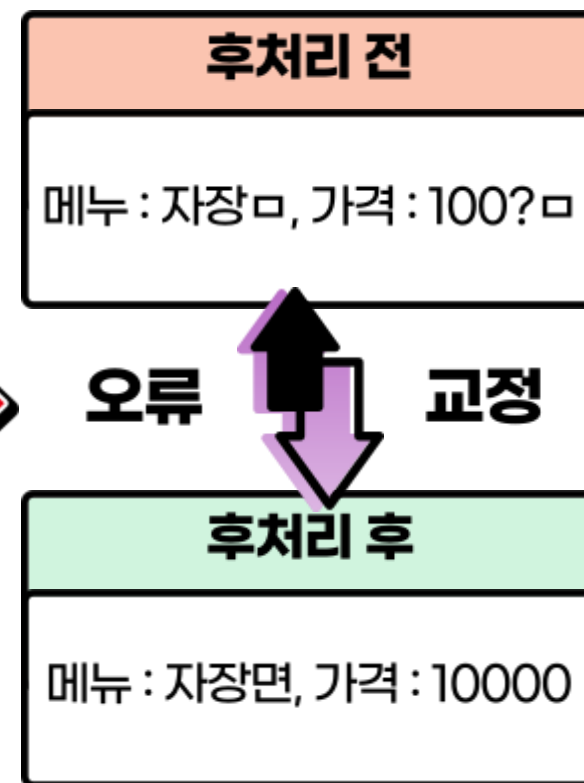 후처리 전
메누 : 자장ㅁ, 가격 : 100?ㅁ
오류 교정
후처리 후
메뉴 : 자장면, 가격 : 10000